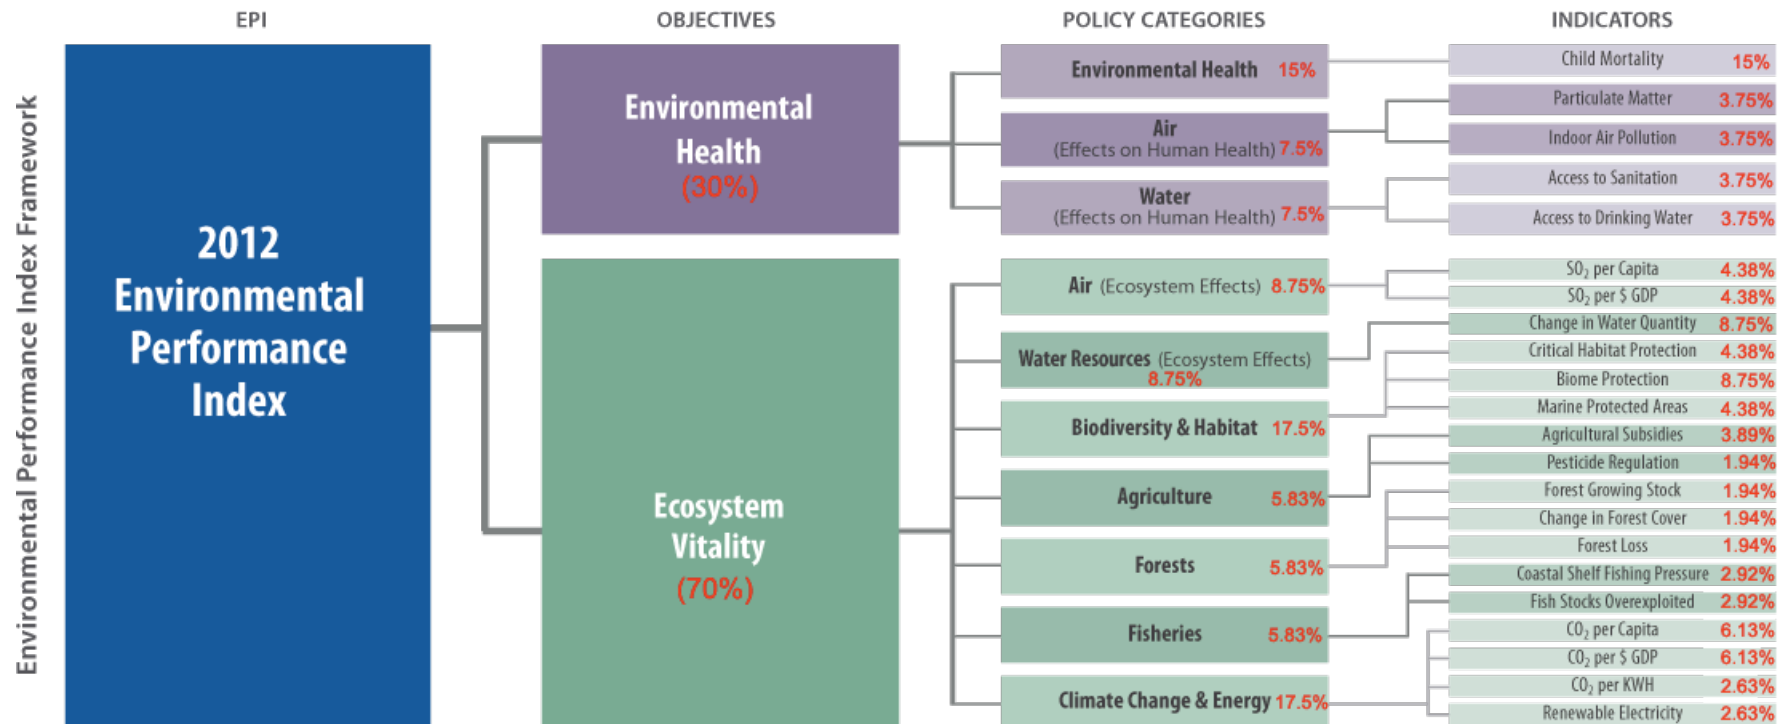 EPI
OBJECTIVES
POLICY CATEGORIES
INDICATORS
Environmental Performance Index Framework
2012
Environmental
Performance
Index
Environmental
Health
(30%)
Ecosystem
Vitality
(70%)
Environmental Health 15%
Air
(Effects on Human Health) 7.5%
Water
(Effects on Human Health) 7.5%
Air (Ecosystem Effects) 8.75%
Water Resources (Ecosystem Effects)
8.75%
Biodiversity & Habitat 17.5%
Agriculture 5.83%
Forests 5.83%
Fisheries 5.83%
Climate Change & Energy 17.5%
Child Mortality 15%
Particulate Matter 3.75%
Indoor Air Pollution 3.75%
Access to Sanitation 3.75%
Access to Drinking Water 3.75%
SO₂ per Capita 4.38%
SO₂ per $ GDP 4.38%
Change in Water Quantity 8.75%
Critical Habitat Protection 4.38%
Biome Protection 8.75%
Marine Protected Areas 4.38%
Agricultural Subsidies 3.89%
Pesticide Regulation 1.94%
Forest Growing Stock 1.94%
Change in Forest Cover 1.94%
Forest Loss 1.94%
Coastal Shelf Fishing Pressure 2.92%
Fish Stocks Overexploited 2.92%
CO₂ per Capita 6.13%
CO₂ per $ GDP 6.13%
CO₂ per KWH 2.63%
Renewable Electricity 2.63%